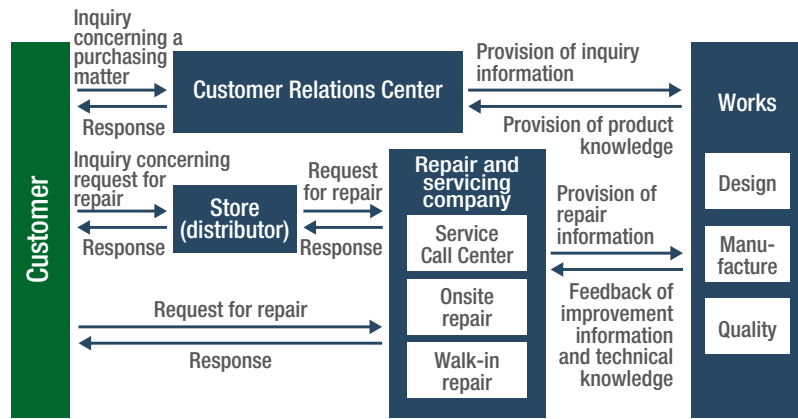 Customer
Inquiry
concerning a
purchasing
matter
Response
Customer Relations Center
Provision of inquiry
information
Provision of product
knowledge
Inquiry concerning
request for
repair
Response
Store
(distributor)
Request
for repair
Response
Request for repair
Response
Repair and
servicing
company
Service
Call Center
Onsite
repair
Walk-in
repair
Provision of
repair
information
Feedback of
improvement
information
and technical
knowledge
Works
Design
Manu-
facture
Quality